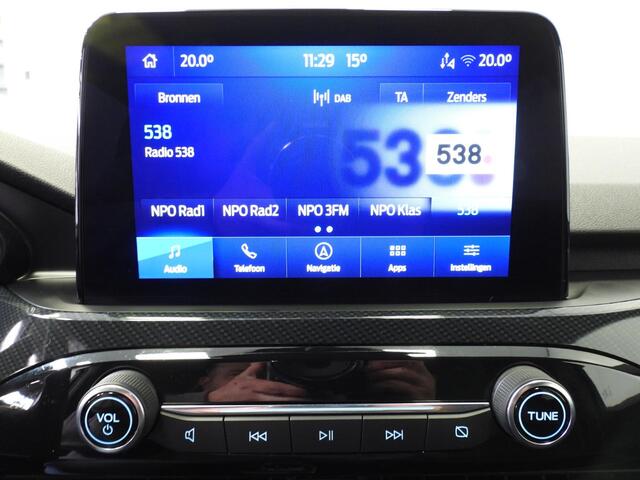 20.0° 11:29 15° 20.0°
Bronnen DAB TA Zenders
538
Radio 538
538
538.
NPO Rad1 NPO Rad2 NPO 3FM NPO Klas 538
Audio Telefoon Navigatie Apps Instellingen
VOL TUNE